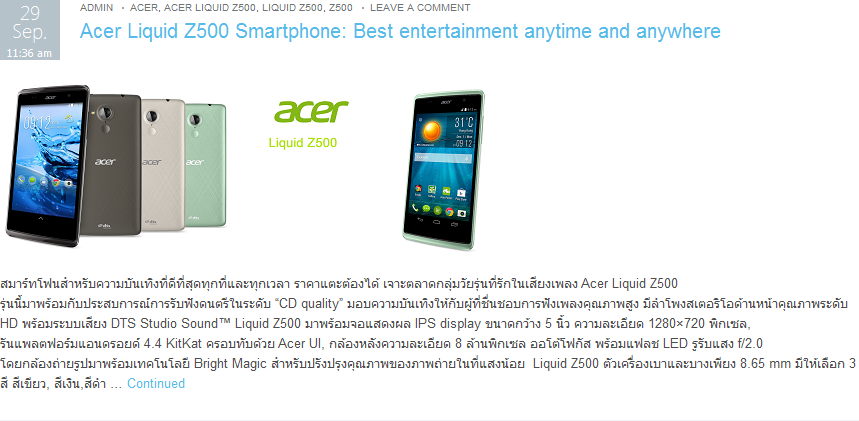 29
Sep.
11:36 am
ADMIN • ACER, ACER LIQUID Z500, LIQUID Z500, Z500 • LEAVE A COMMENT
Acer Liquid Z500 Smartphone: Best entertainment anytime and anywhere
acer
Liquid Z500
acer
acer
acer
acer
09:12
acer
31°C
09:12
สมาร์ทโฟนสำหรับความบันเทิงที่ดีที่สุดทุกที่และทุกเวลา ราคาแตะต้องได้ เจาะตลาดกลุ่มวัยรุ่นที่รักในเสียงเพลง Acer Liquid Z500
รุ่นนี้มาพร้อมกับประสบการณ์การรับฟังดนตรีในระดับ “CD quality” มอบความบันเทิงให้กับผู้ที่ชื่นชอบการฟังเพลงคุณภาพสูง มีลำโพงสเตอริโอด้านหน้าคุณภาพระดับ
HD พร้อมระบบเสียง DTS Studio Sound™ Liquid Z500 มาพร้อมจอแสดงผล IPS display ขนาดกว้าง 5 นิ้ว ความละเอียด 1280×720 พิกเซล,
รันแพลตฟอร์มแอนดรอยด์ 4.4 KitKat ครอบทับด้วย Acer UI, กล้องหลังความละเอียด 8 ล้านพิกเซล ออโต้โฟกัส พร้อมแฟลช LED รูรับแสง f/2.0
โดยกล้องถ่ายรูปมาพร้อมเทคโนโลยี Bright Magic สำหรับปรับปรุงคุณภาพของภาพถ่ายในที่แสงน้อย Liquid Z500 ตัวเครื่องเบาและบางเพียง 8.65 mm มีให้เลือก 3
สี สีเขียว, สีเงิน,สีดำ … Continued